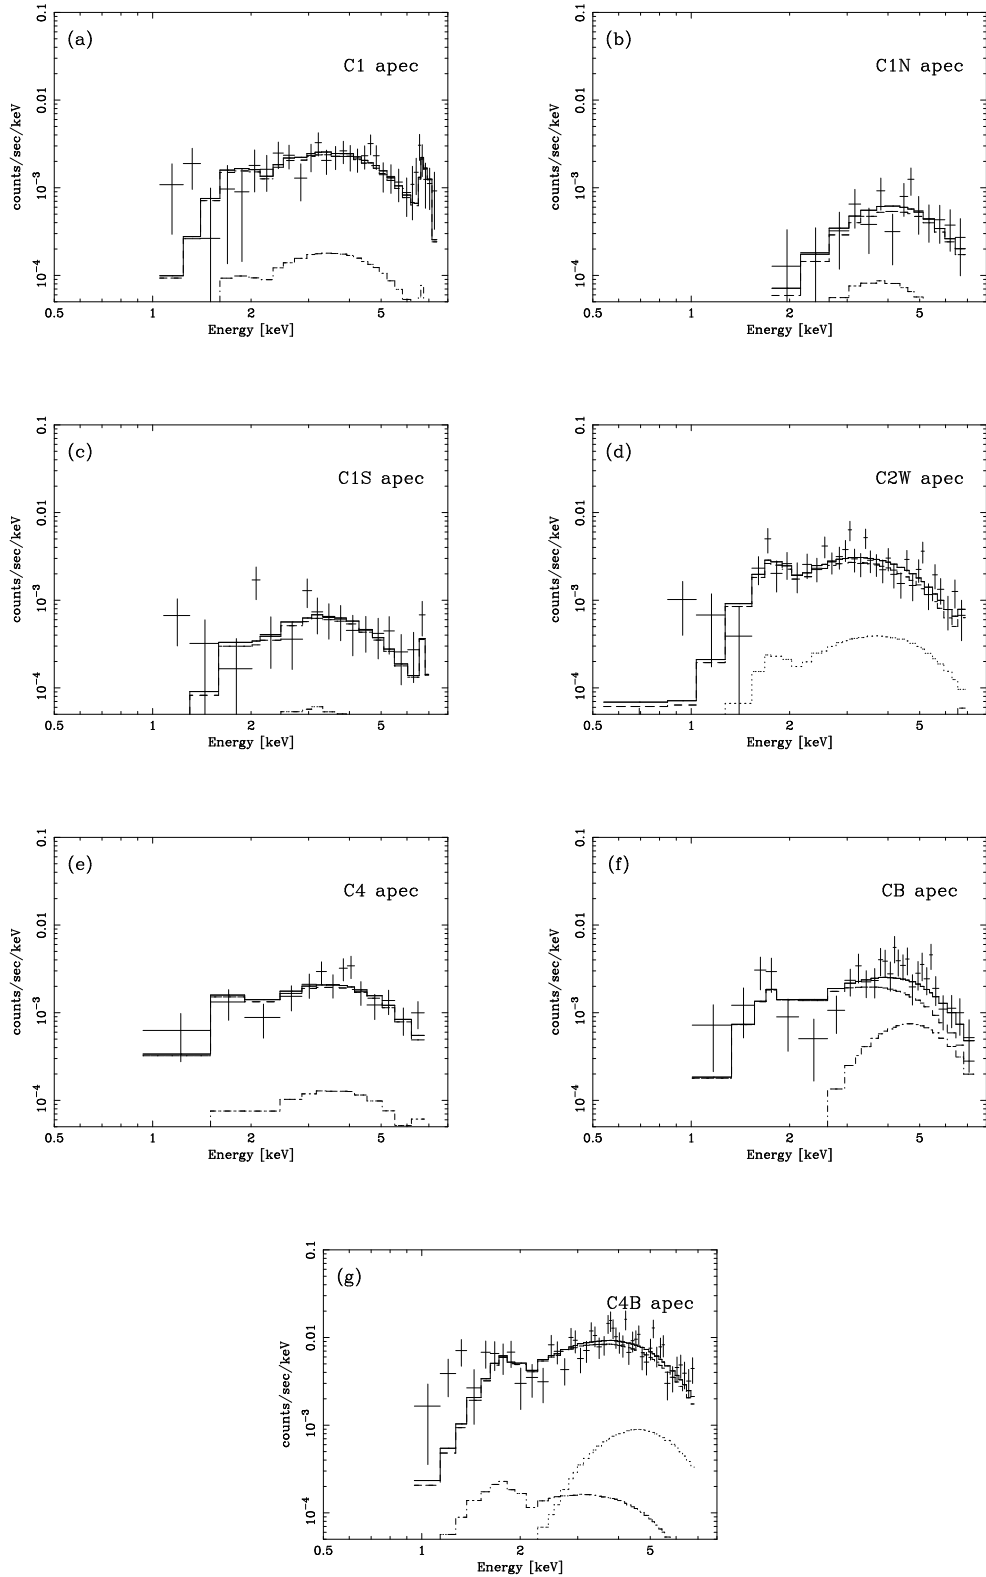 (a)
C1 apec
counts/sec/keV
0.1
0.01
10−3
10−4
0.5 1 2 5
Energy [keV]
(b)
C1N apec
counts/sec/keV
0.1
0.01
10−3
10−4
0.5 1 2 5
Energy [keV]
(c)
C1S apec
counts/sec/keV
0.1
0.01
10−3
10−4
0.5 1 2 5
Energy [keV]
(d)
C2W apec
counts/sec/keV
0.1
0.01
10−3
10−4
0.5 1 2 5
Energy [keV]
(e)
C4 apec
counts/sec/keV
0.1
0.01
10−3
10−4
0.5 1 2 5
Energy [keV]
(f)
CB apec
counts/sec/keV
0.1
0.01
10−3
10−4
0.5 1 2 5
Energy [keV]
(g)
C4B apec
counts/sec/keV
0.1
0.01
10−3
10−4
0.5 1 2 5
Energy [keV]